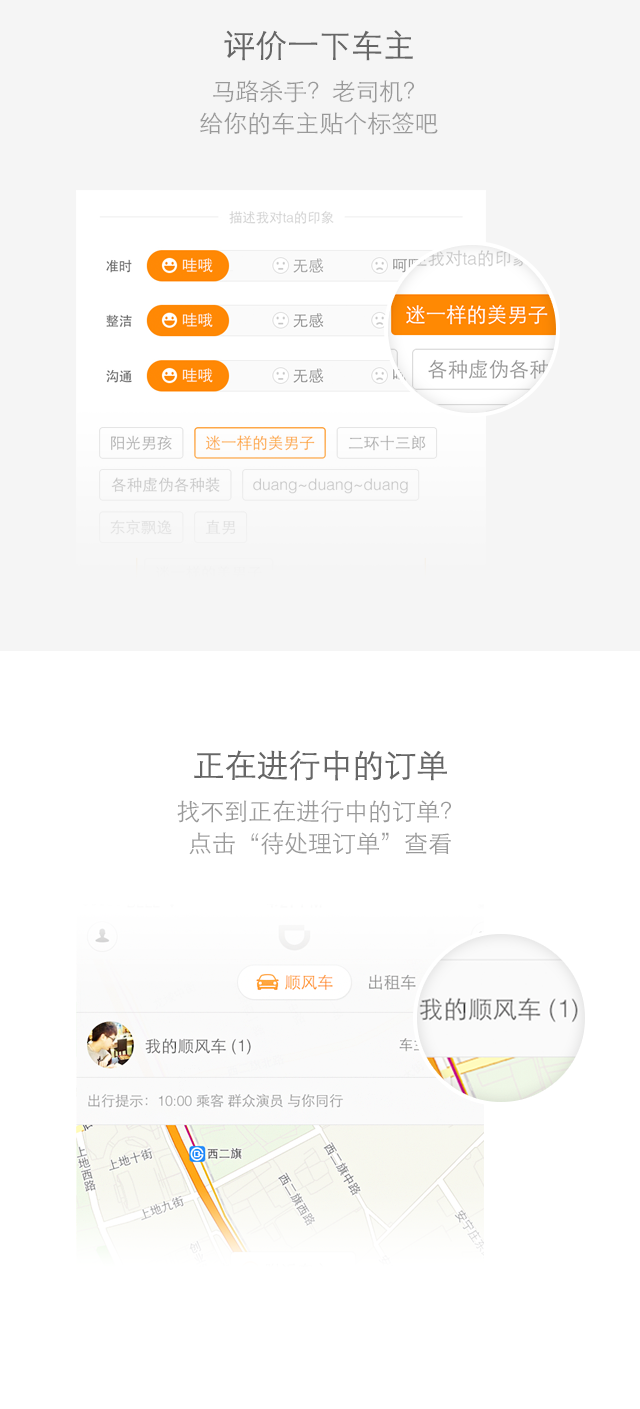 评价一下车主
马路杀手？老司机？
给你的车主贴个标签吧
描述我对ta的印象
准时 哇哦 无感
我对ta的印象
迷一样的美男子
整洁 哇哦 无感
各种虚伪各种
沟通 哇哦 无感
阳光男孩 迷一样的美男子 二环十三郎
各种虚伪各种装 duang~duang~duang
东京飘逸 直男
正在进行中的订单
找不到正在进行中的订单？
点击“待处理订单”查看
顺风车 出租车
我的顺风车 (1)
我的顺风车 (1) 车主
出行提示：10:00 乘客 群众演员 与你同行
上地西路
上地十街
西二旗
西二旗中路
西二旗西路
上地九街
安宁庄东